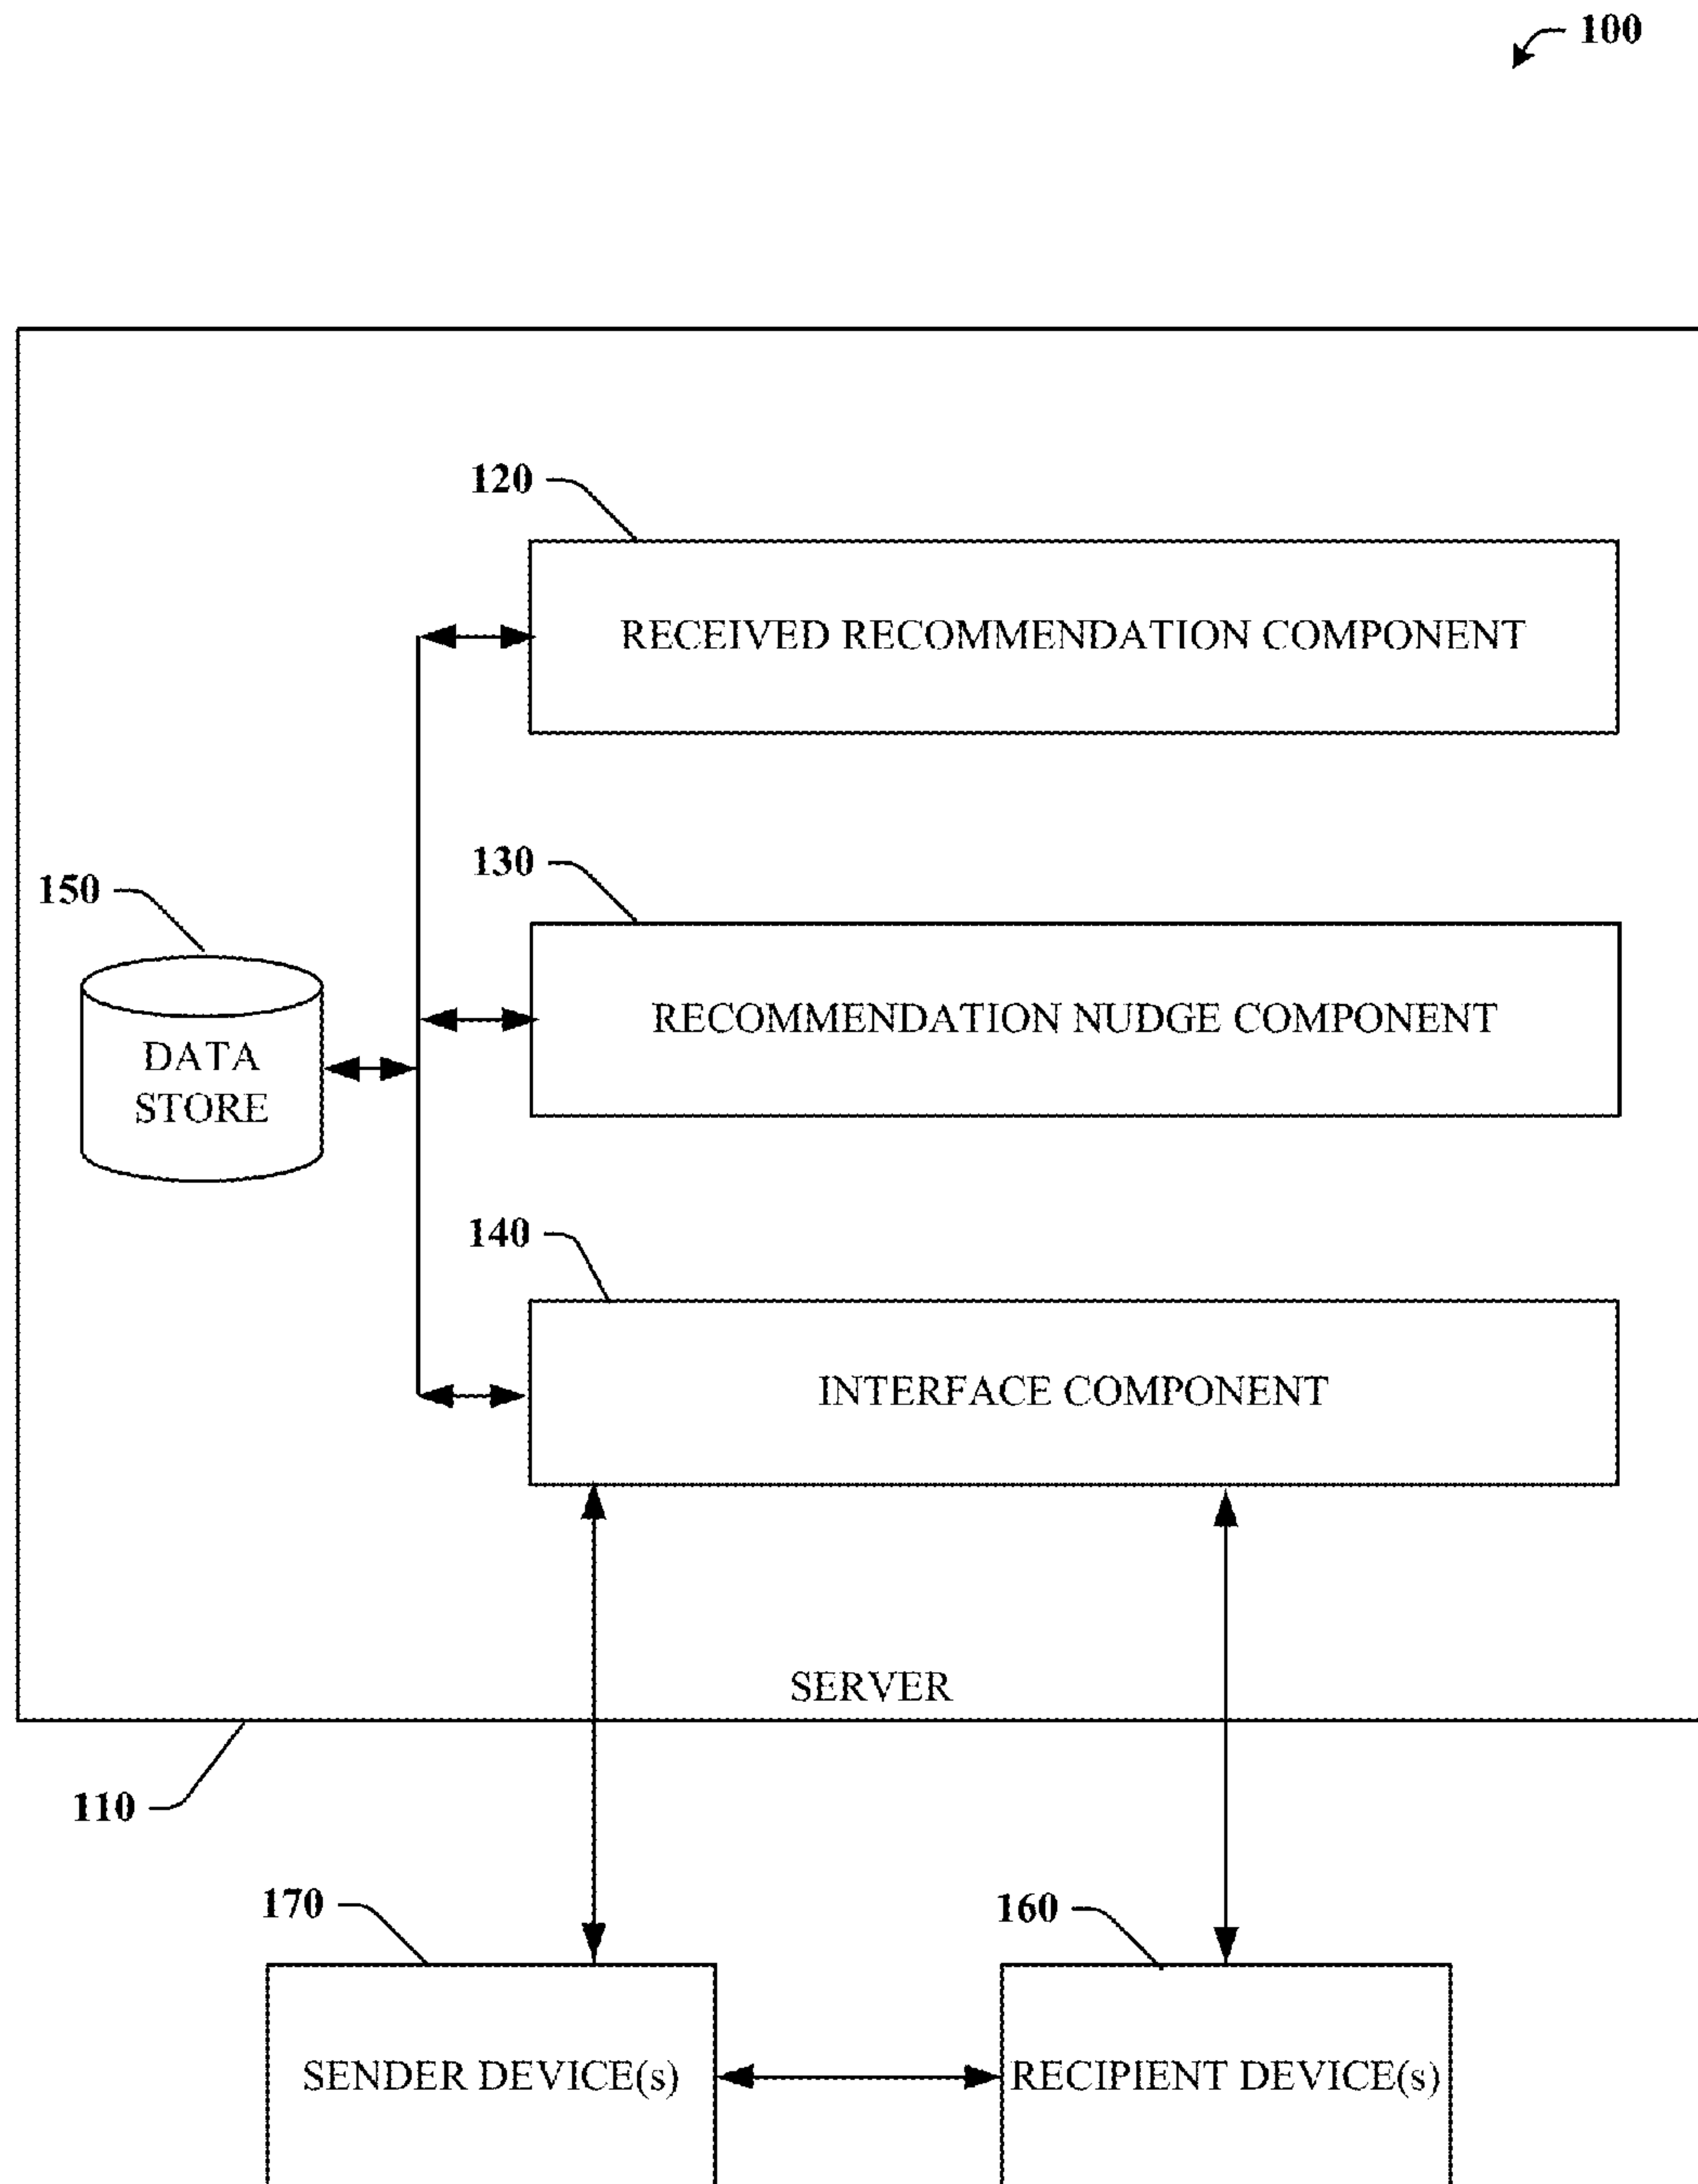 100
120
RECEIVED RECOMMENDATION COMPONENT
130
150
RECOMMENDATION NUDGE COMPONENT
DATA
STORE
140
INTERFACE COMPONENT
SERVER
110
170
160
SENDER DEVICE(s)
RECIPIENT DEVICE(s)